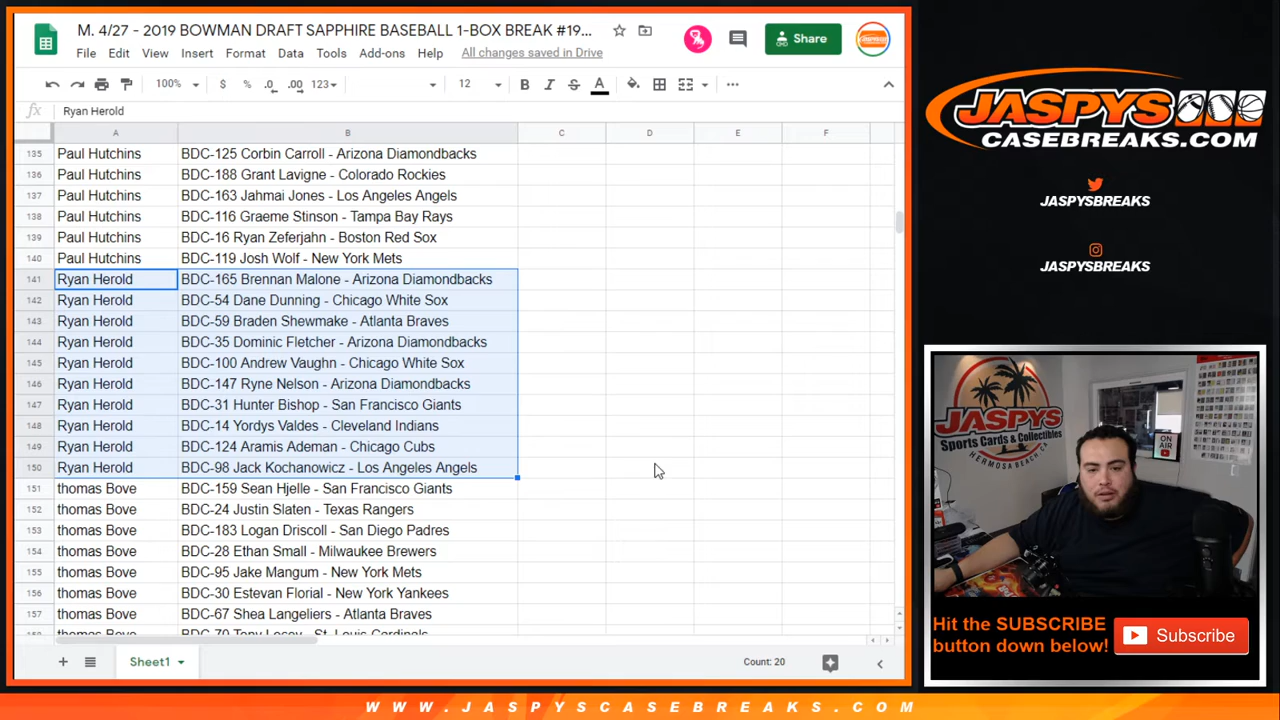 M. 4/27 - 2019 BOWMAN DRAFT SAPPHIRE BASEBALL 1-BOX BREAK #19...
Share
File Edit View Insert Format Data Tools Add-ons Help All changes saved in Drive
100% $ % .0 .00 123 12 B I S A
fx Ryan Herold
A B C D E F
135 Paul Hutchins BDC-125 Corbin Carroll - Arizona Diamondbacks
136 Paul Hutchins BDC-188 Grant Lavigne - Colorado Rockies
137 Paul Hutchins BDC-163 Jahmai Jones - Los Angeles Angels
138 Paul Hutchins BDC-116 Graeme Stinson - Tampa Bay Rays
139 Paul Hutchins BDC-16 Ryan Zeferjahn - Boston Red Sox
140 Paul Hutchins BDC-119 Josh Wolf - New York Mets
141 Ryan Herold BDC-165 Brennan Malone - Arizona Diamondbacks
142 Ryan Herold BDC-54 Dane Dunning - Chicago White Sox
143 Ryan Herold BDC-59 Braden Shewmake - Atlanta Braves
144 Ryan Herold BDC-35 Dominic Fletcher - Arizona Diamondbacks
145 Ryan Herold BDC-100 Andrew Vaughn - Chicago White Sox
146 Ryan Herold BDC-147 Ryne Nelson - Arizona Diamondbacks
147 Ryan Herold BDC-31 Hunter Bishop - San Francisco Giants
148 Ryan Herold BDC-14 Yordys Valdes - Cleveland Indians
149 Ryan Herold BDC-124 Aramis Ademan - Chicago Cubs
150 Ryan Herold BDC-98 Jack Kochanowicz - Los Angeles Angels
151 thomas Bove BDC-159 Sean Hjelle - San Francisco Giants
152 thomas Bove BDC-24 Justin Slaten - Texas Rangers
153 thomas Bove BDC-183 Logan Driscoll - San Diego Padres
154 thomas Bove BDC-28 Ethan Small - Milwaukee Brewers
155 thomas Bove BDC-95 Jake Mangum - New York Mets
156 thomas Bove BDC-30 Estevan Florial - New York Yankees
157 thomas Bove BDC-67 Shea Langeliers - Atlanta Braves
thomas Bove BDC-70 Tony Locey - St. Louis Cardinals
Sheet1
Count: 20
JASPYS
CASEBREAKS.COM
JASPYSBREAKS
JASPYSBREAKS
JASPYS
Sports Cards & Collectibles
HERMOSA BEACH, CA
ON AIR
Hit the SUBSCRIBE
button down below!
Subscribe
WWW.JASPYSCASEBREAKS.COM